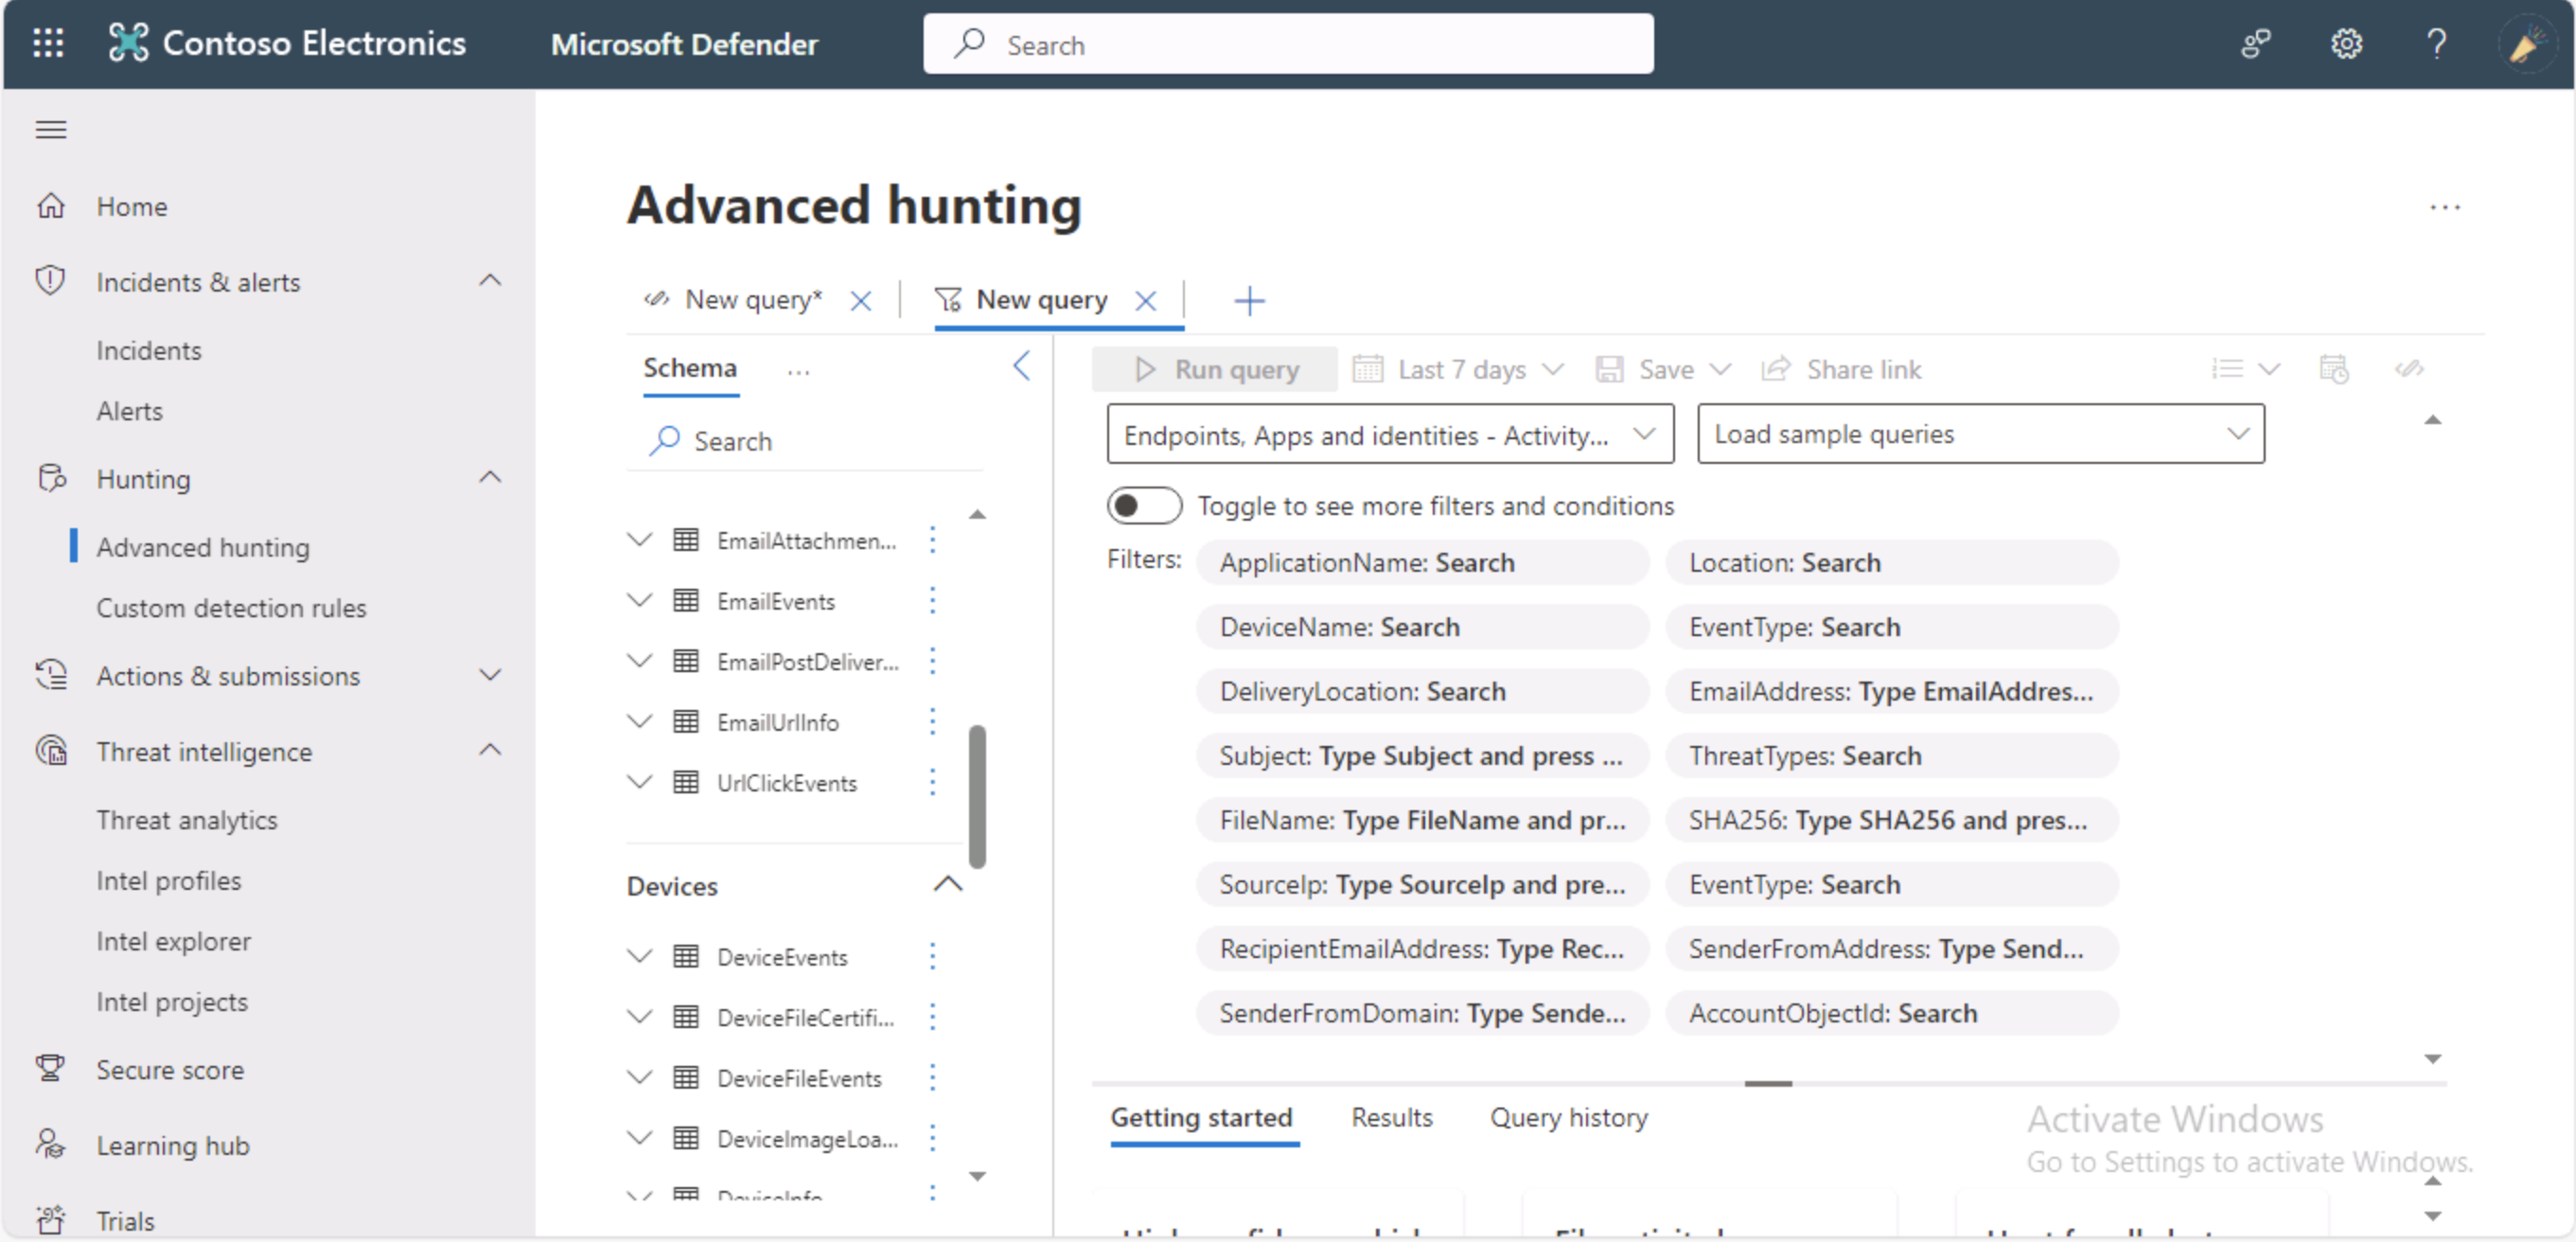 Contoso Electronics
Microsoft Defender
Search
Home
Incidents & alerts
Incidents
Alerts
Hunting
Advanced hunting
Custom detection rules
Actions & submissions
Threat intelligence
Threat analytics
Intel profiles
Intel explorer
Intel projects
Secure score
Learning hub
Trials
Advanced hunting
New query*
New query
Schema
Search
EmailAttachmen...
EmailEvents
EmailPostDeliver...
EmailUrlInfo
UrlClickEvents
Devices
DeviceEvents
DeviceFileCertifi...
DeviceFileEvents
DeviceImageLoa...
DeviceInfo
Run query
Last 7 days
Save
Share link
Endpoints, Apps and identities - Activity...
Load sample queries
Toggle to see more filters and conditions
Filters:
ApplicationName: Search
Location: Search
DeviceName: Search
EventType: Search
DeliveryLocation: Search
EmailAddress: Type EmailAddres...
Subject: Type Subject and press ...
ThreatTypes: Search
FileName: Type FileName and pr...
SHA256: Type SHA256 and pres...
SourceIp: Type SourceIp and pre...
EventType: Search
RecipientEmailAddress: Type Rec...
SenderFromAddress: Type Send...
SenderFromDomain: Type Sende...
AccountObjectId: Search
Getting started
Results
Query history
Activate Windows
Go to Settings to activate Windows.